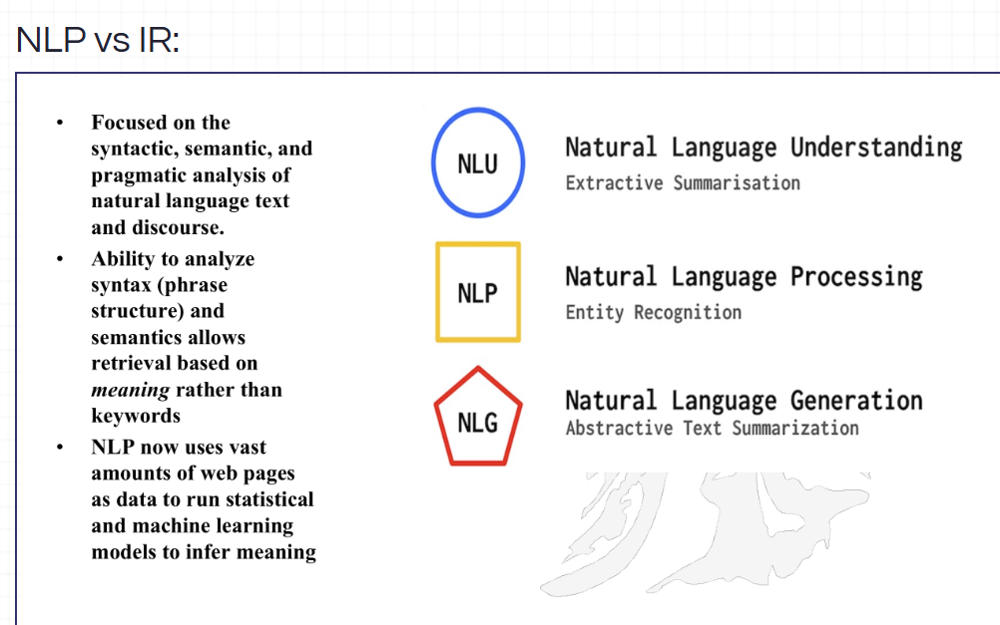 NLP vs IR:
• Focused on the
syntactic, semantic, and
pragmatic analysis of
natural language text
and discourse.
• Ability to analyze
syntax (phrase
structure) and
semantics allows
retrieval based on
meaning rather than
keywords
• NLP now uses vast
amounts of web pages
as data to run statistical
and machine learning
models to infer meaning
NLU
Natural Language Understanding
Extractive Summarisation
NLP
Natural Language Processing
Entity Recognition
NLG
Natural Language Generation
Abstractive Text Summarization